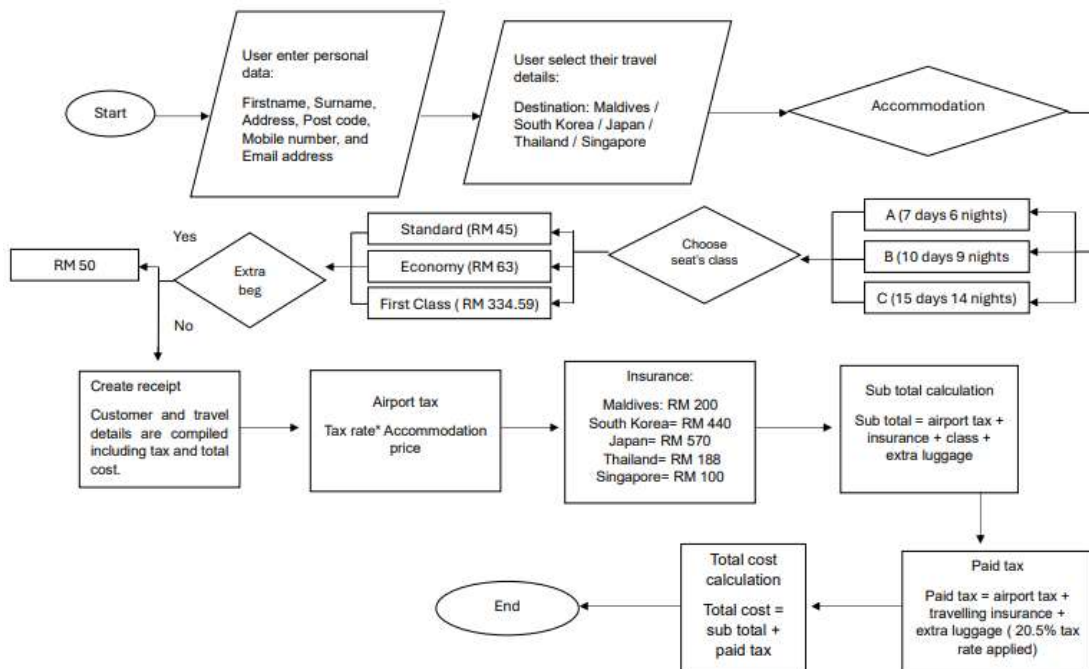 Start
User enter personal
data:
Firstname, Surname,
Address, Post code,
Mobile number, and
Email address
User select their travel
details:
Destination: Maldives /
South Korea / Japan /
Thailand / Singapore
Accommodation
A (7 days 6 nights)
B (10 days 9 nights
C (15 days 14 nights)
Choose
seat's class
Standard (RM 45)
Economy (RM 63)
First Class ( RM 334.59)
Extra
beg
Yes
RM 50
No
Create receipt
Customer and travel
details are compiled
including tax and total
cost.
Airport tax
Tax rate* Accommodation
price
Insurance:
Maldives: RM 200
South Korea= RM 440
Japan= RM 570
Thailand= RM 188
Singapore= RM 100
Sub total calculation
Sub total = airport tax +
insurance + class +
extra luggage
Paid tax
Paid tax = airport tax +
travelling insurance +
extra luggage ( 20.5% tax
rate applied)
Total cost
calculation
Total cost =
sub total +
paid tax
End